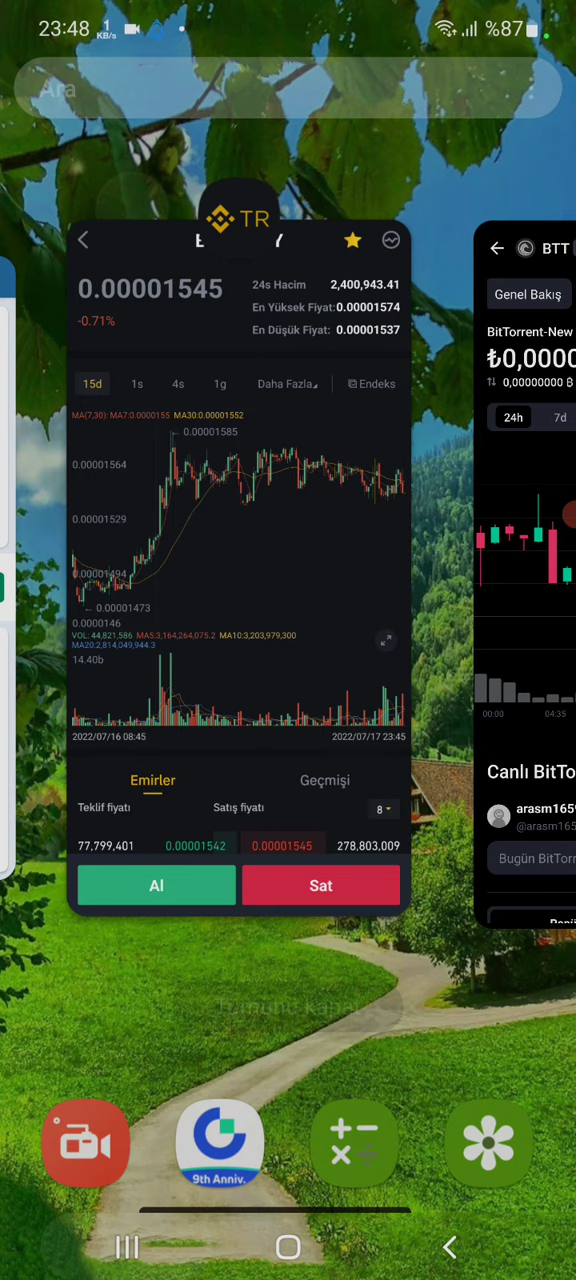 23:48 1 KB/s %87
Ara
TR
0.00001545
-0.71%
24s Hacim 2,400,943.41
En Yüksek Fiyat: 0.00001574
En Düşük Fiyat: 0.00001537
15d 1s 4s 1g Daha Fazla Endeks
MA(7,30): MA7:0.0000155 MA30:0.00001552
0.00001585
0.00001564
0.00001529
0.00001494
0.00001473
0.0000146
VOL: 44,821,586 MA5:3,164,264,075.2 MA10:3,203,979,300
MA20:2,814,049,944.3
14.40b
2022/07/16 08:45 2022/07/17 23:45
Emirler Geçmişi
Teklif fiyatı Satış fiyatı 8
77,799,401 0.00001542 0.00001545 278,803,009
Al Sat
BTT
Genel Bakış
BitTorrent-New
₺0,0000
0,00000000 ₿
24h 7d
00:00 04:35
Canlı BitTo
arasm1659
@arasm165
Bugün BitTorr
9th Anniv.